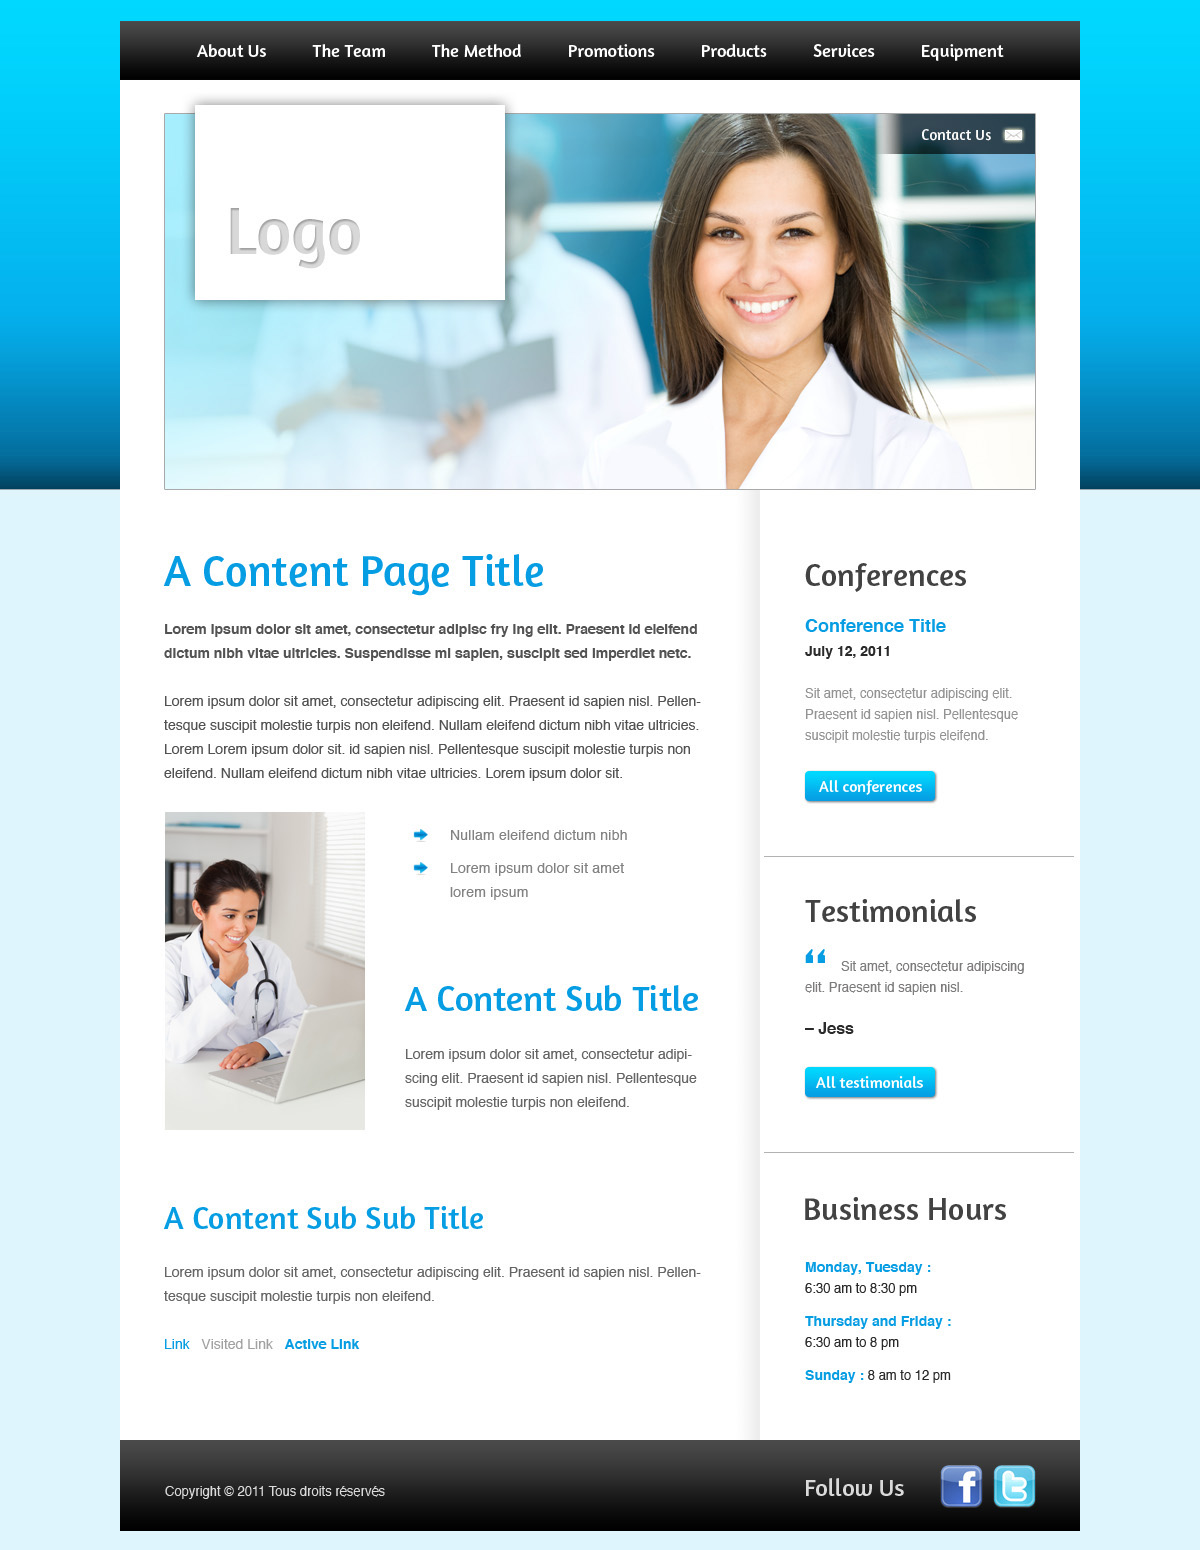 About Us The Team The Method Promotions Products Services Equipment
Contact Us
Logo
A Content Page Title
Lorem ipsum dolor sit amet, consectetur adipisc fry ing elit. Praesent id eleifend
dictum nibh vitae ultricies. Suspendisse mi sapien, suscipit sed imperdiet netc.
Lorem ipsum dolor sit amet, consectetur adipiscing elit. Praesent id sapien nisl. Pellen-
tesque suscipit molestie turpis non eleifend. Nullam eleifend dictum nibh vitae ultricies.
Lorem Lorem ipsum dolor sit. id sapien nisl. Pellentesque suscipit molestie turpis non
eleifend. Nullam eleifend dictum nibh vitae ultricies. Lorem ipsum dolor sit.
Nullam eleifend dictum nibh
Lorem ipsum dolor sit amet
lorem ipsum
A Content Sub Title
Lorem ipsum dolor sit amet, consectetur adipi-
scing elit. Praesent id sapien nisl. Pellentesque
suscipit molestie turpis non eleifend.
A Content Sub Sub Title
Lorem ipsum dolor sit amet, consectetur adipiscing elit. Praesent id sapien nisl. Pellen-
tesque suscipit molestie turpis non eleifend.
Link Visited Link Active Link
Conferences
Conference Title
July 12, 2011
Sit amet, consectetur adipiscing elit.
Praesent id sapien nisl. Pellentesque
suscipit molestie turpis eleifend.
All conferences
Testimonials
“ Sit amet, consectetur adipiscing
elit. Praesent id sapien nisl.
– Jess
All testimonials
Business Hours
Monday, Tuesday :
6:30 am to 8:30 pm
Thursday and Friday :
6:30 am to 8 pm
Sunday : 8 am to 12 pm
Copyright © 2011 Tous droits réservés
Follow Us f t